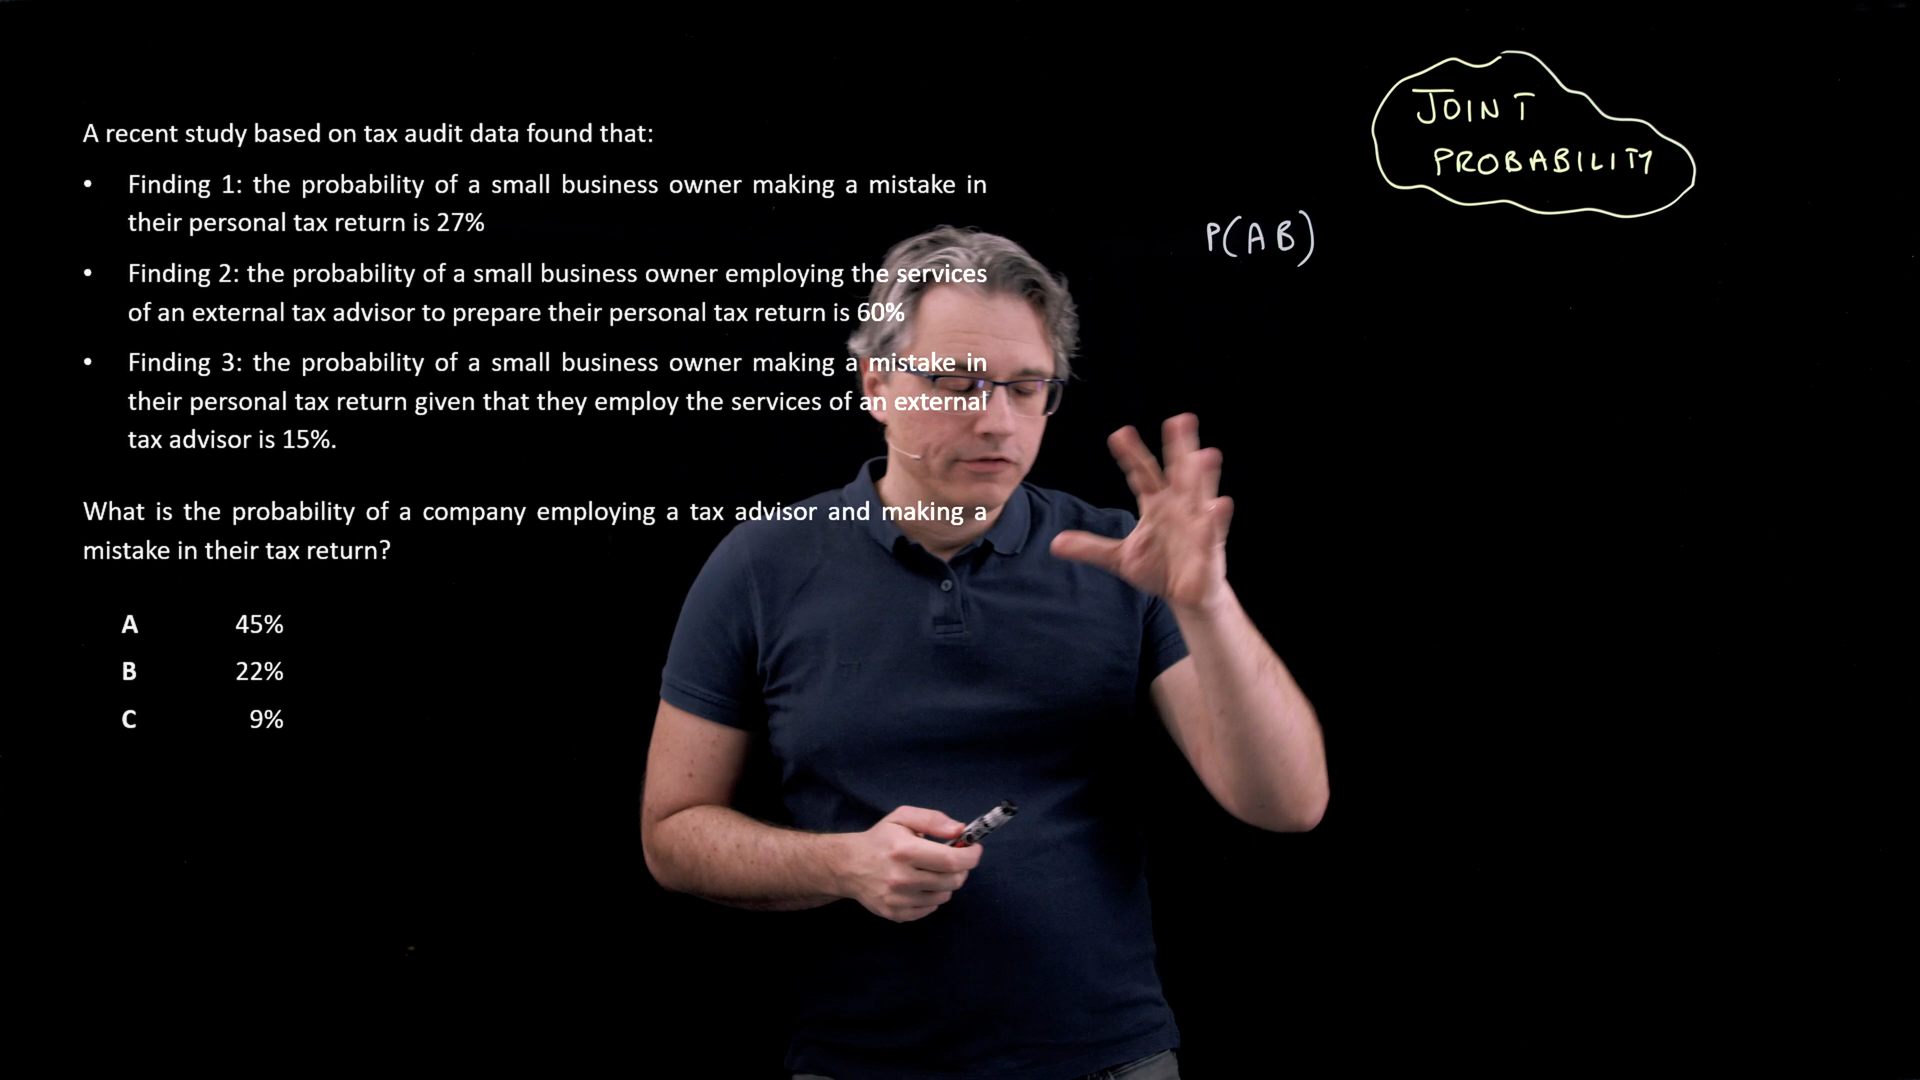 A recent study based on tax audit data found that:
• Finding 1: the probability of a small business owner making a mistake in
their personal tax return is 27%
• Finding 2: the probability of a small business owner employing the services
of an external tax advisor to prepare their personal tax return is 60%
• Finding 3: the probability of a small business owner making a mistake in
their personal tax return given that they employ the services of an external
tax advisor is 15%.
What is the probability of a company employing a tax advisor and making a
mistake in their tax return?
A 45%
B 22%
C 9%
JOINT
PROBABILITY
P(AB)